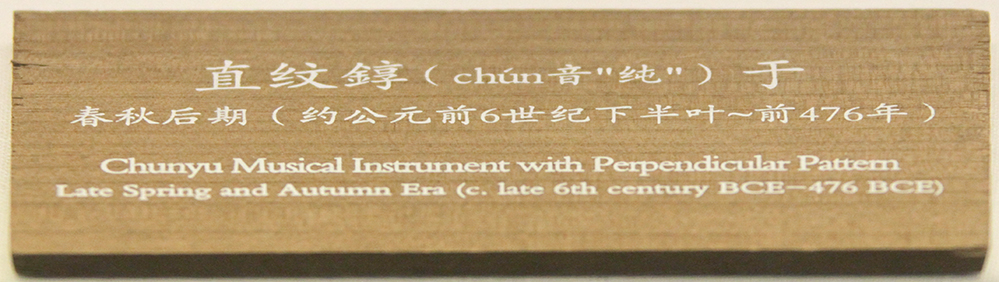 直纹錞（chún音"纯"）于
春秋后期（约公元前6世纪下半叶~前476年）
Chunyu Musical Instrument with Perpendicular Pattern
Late Spring and Autumn Era (c. late 6th century BCE-476 BCE)